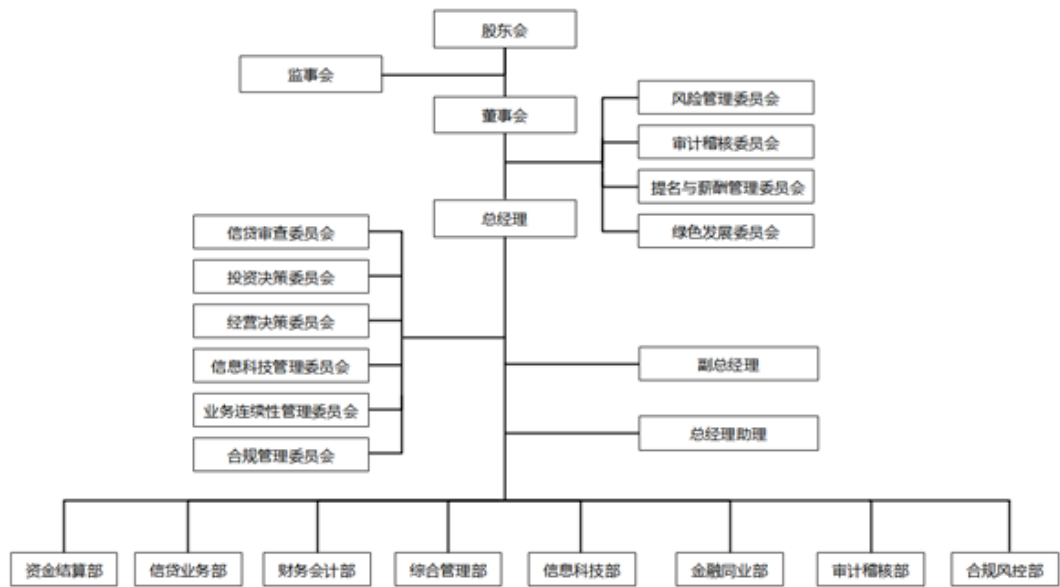 股东会
监事会
董事会
风险管理委员会
审计稽核委员会
提名与薪酬管理委员会
绿色发展委员会
总经理
信贷审查委员会
投资决策委员会
经营决策委员会
信息科技管理委员会
业务连续性管理委员会
合规管理委员会
副总经理
总经理助理
资金结算部
信贷业务部
财务会计部
综合管理部
信息科技部
金融同业部
审计稽核部
合规风控部